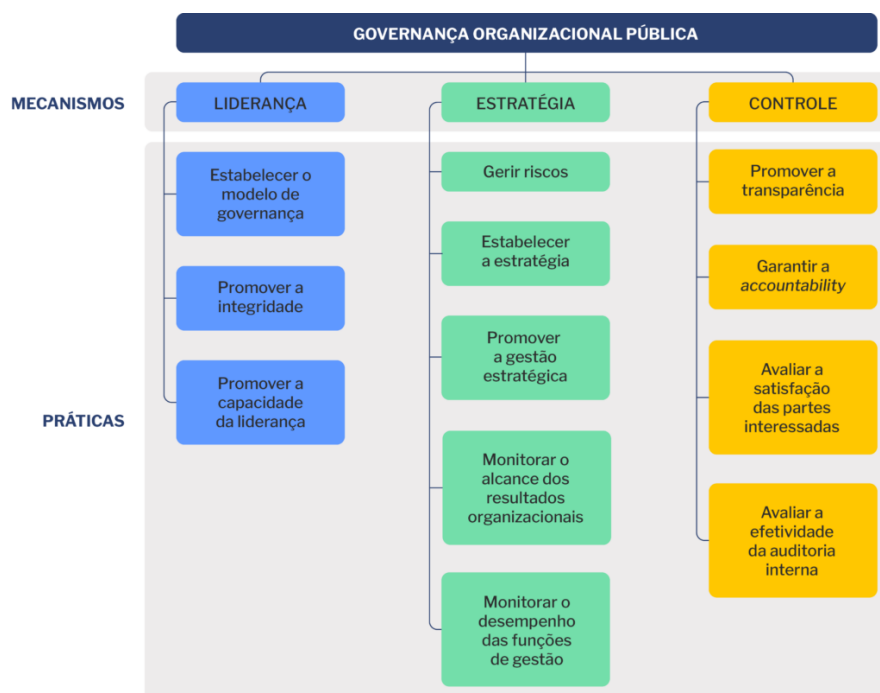 GOVERNANÇA ORGANIZACIONAL PÚBLICA
MECANISMOS
LIDERANÇA
ESTRATÉGIA
CONTROLE
PRÁTICAS
Estabelecer o
modelo de
governança
Promover a
integridade
Promover a
capacidade
da liderança
Gerir riscos
Estabelecer
a estratégia
Promover
a gestão
estratégica
Monitorar o
alcance dos
resultados
organizacionais
Monitorar o
desempenho
das funções
de gestão
Promover a
transparência
Garantir a
accountability
Avaliar a
satisfação
das partes
interessadas
Avaliar a
efetividade
da auditoria
interna